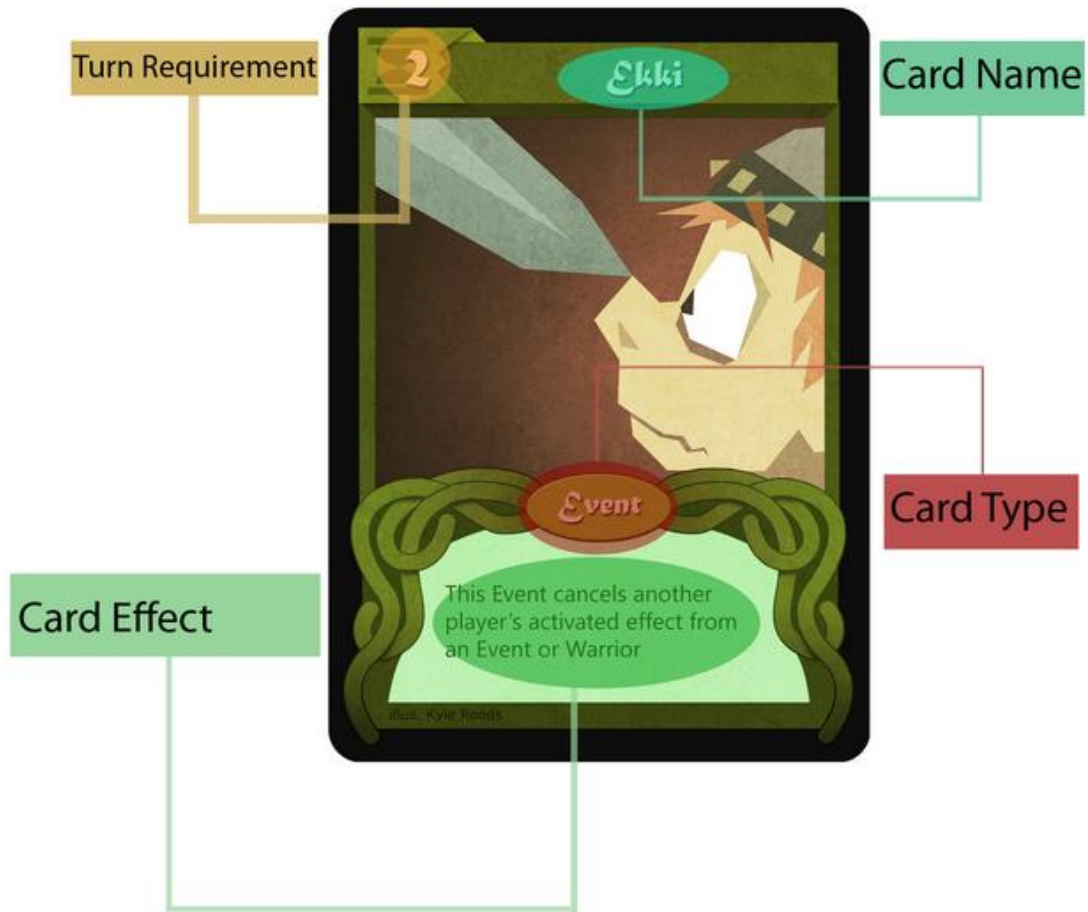 Turn Requirement
2
Ekki
Card Name
Event
Card Type
Card Effect
This Event cancels another
player's activated effect from
an Event or Warrior
illus. Kyle Roods